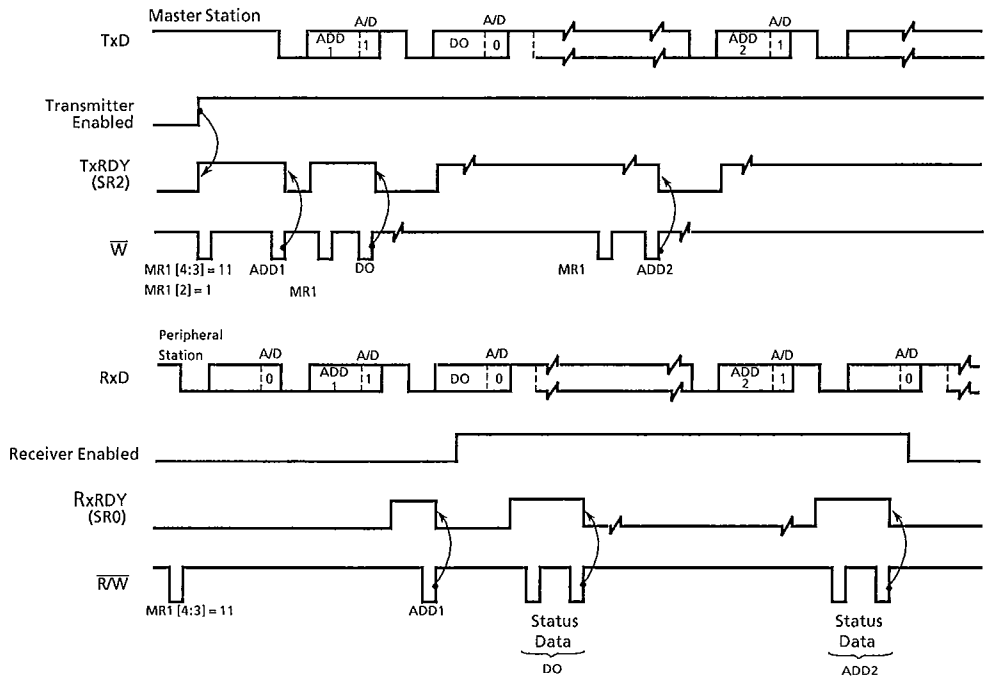 Master Station
A/D A/D A/D
TxD ADD 1 1 DO 0 ADD 2 1
Transmitter
Enabled
TxRDY
(SR2)
W
MR1 [4:3] = 11 ADD1 DO MR1 ADD2
MR1 [2] = 1 MR1
Peripheral
Station
A/D A/D A/D A/D A/D
RxD 0 ADD 1 1 DO 0 ADD 2 1 0
Receiver Enabled
RxRDY
(SR0)
R/W
MR1 [4:3] = 11 ADD1
Status Status
Data Data
DO ADD2